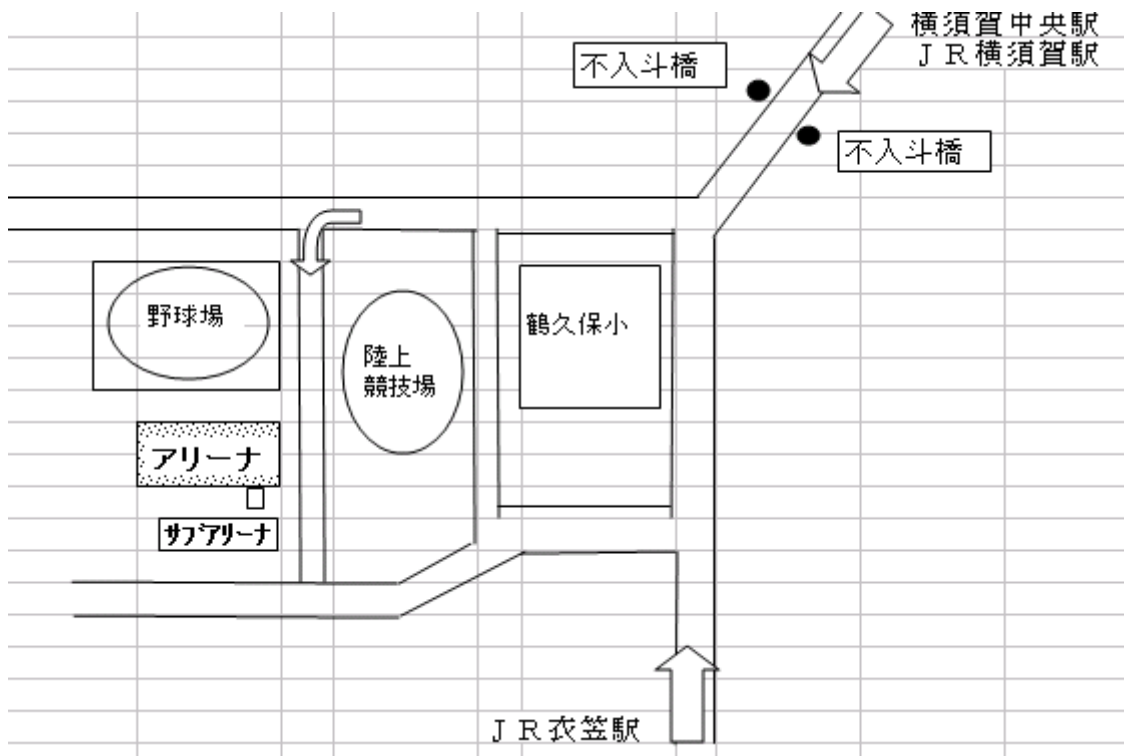 横須賀中央駅
ＪＲ横須賀駅
不入斗橋
不入斗橋
野球場
陸上
競技場
鶴久保小
アリーナ
サブアリーナ
ＪＲ衣笠駅